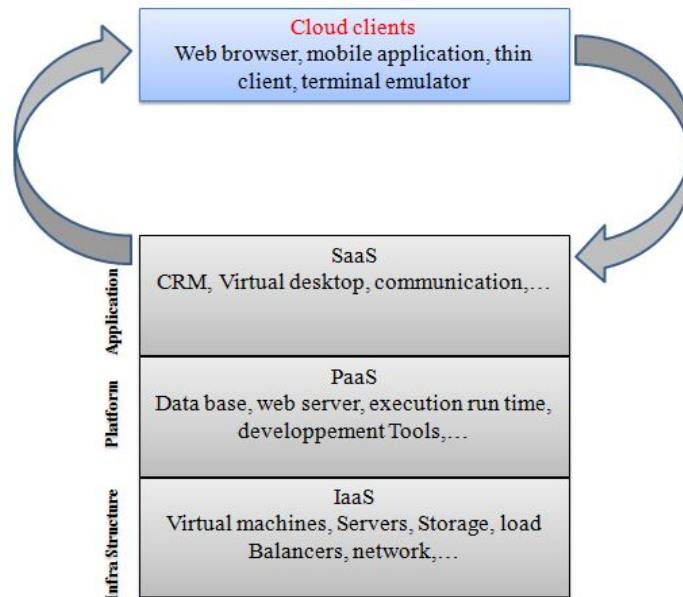 Cloud clients
Web browser, mobile application, thin
client, terminal emulator
Application
SaaS
CRM, Virtual desktop, communication,...
Platform
PaaS
Data base, web server, execution run time,
developpement Tools,...
Infra Structure
IaaS
Virtual machines, Servers, Storage, load
Balancers, network,...